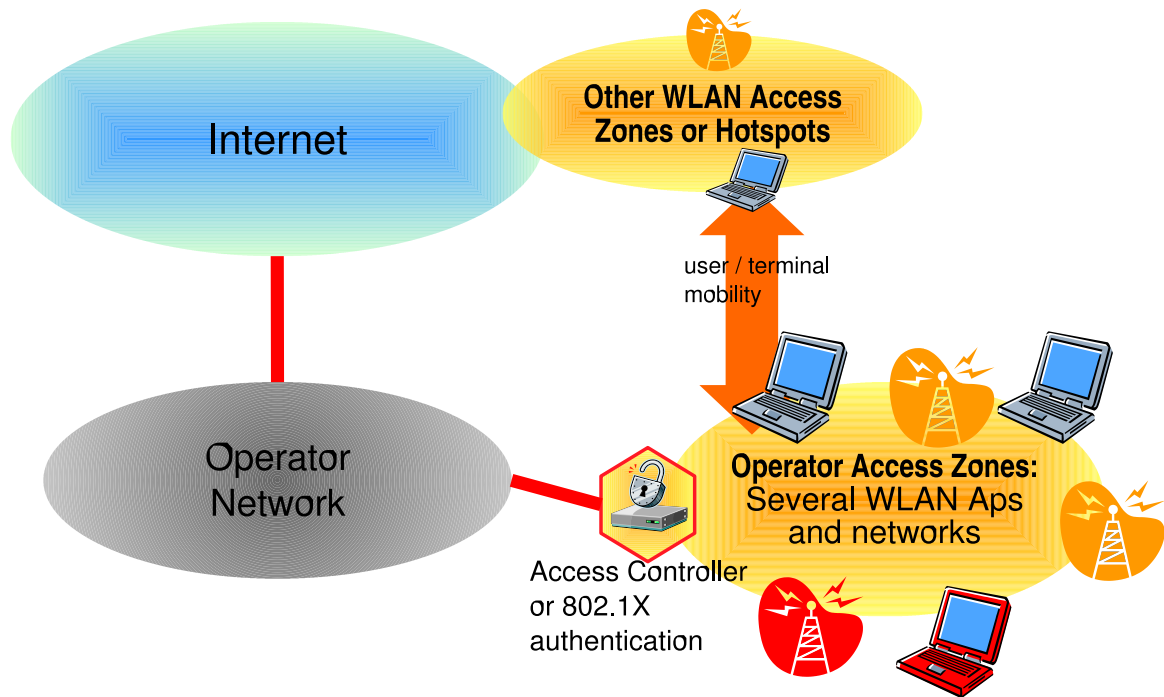 Internet
Other WLAN Access
Zones or Hotspots
user / terminal
mobility
Operator
Network
Operator Access Zones:
Several WLAN Aps
and networks
Access Controller
or 802.1X
authentication